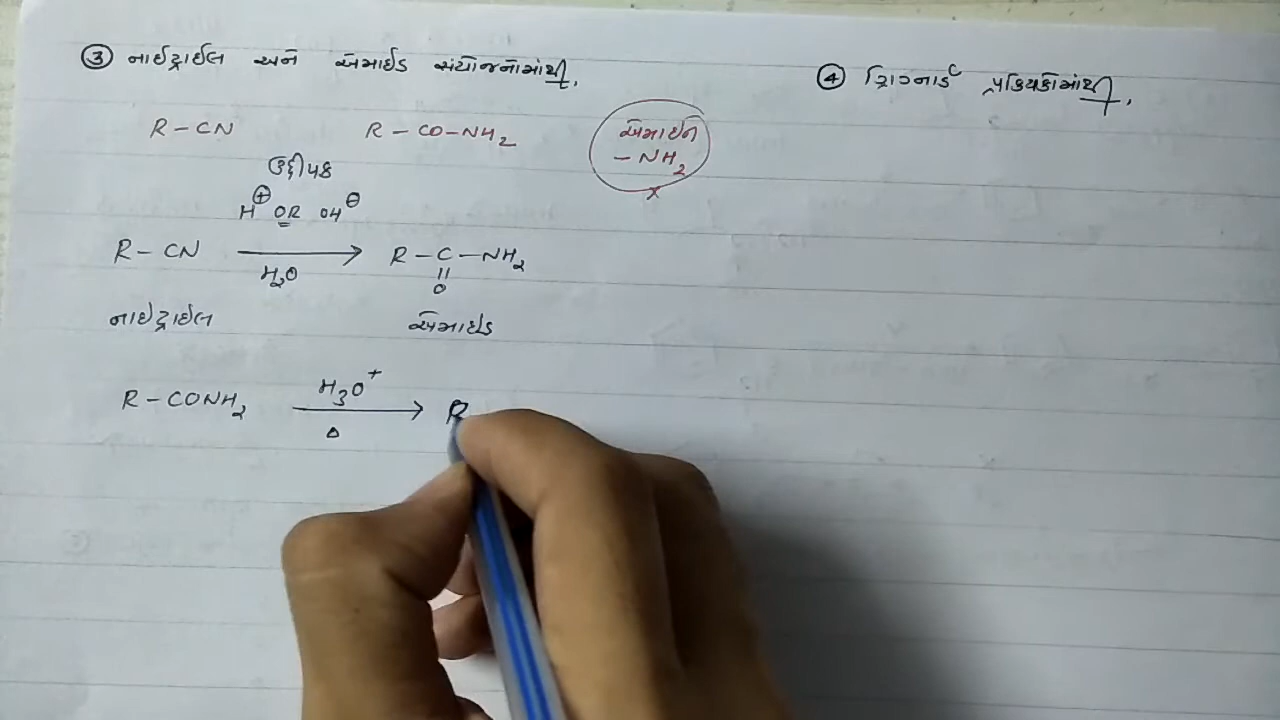 ③ નાઈટ્રાઈલ અને એમાઈડ સંયોજનોમાંથી.
R – CN R – CO – NH₂
એમાઈન
– NH₂
x
ઉદ્દીપક
H⊕ OR OH⊖
R – CN ⟶ R – C – NH₂
H₂O
||
O
નાઈટ્રાઈલ એમાઈડ
H₃O⁺
R – CONH₂ ⟶ R
Δ
④ ગ્રિગ્નાર્ડ પ્રક્રિયકોમાંથી.